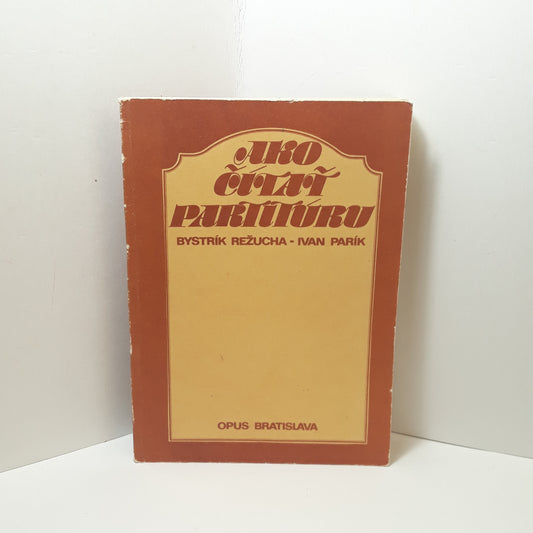 AKO
ČÍTAŤ
PARTITÚRU
BYSTRÍK REŽUCHA - IVAN PARÍK
OPUS BRATISLAVA